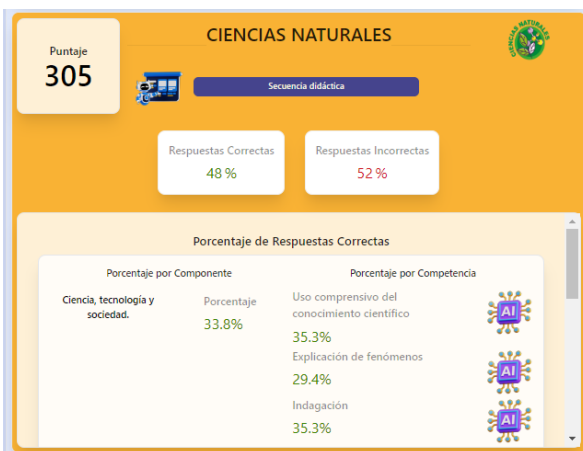 Puntaje
305
CIENCIAS NATURALES
CIENCIAS NATURALES
Secuencia didáctica
Respuestas Correctas
48 %
Respuestas Incorrectas
52 %
Porcentaje de Respuestas Correctas
Porcentaje por Componente
Ciencia, tecnología y
sociedad.
Porcentaje
33.8%
Porcentaje por Competencia
Uso comprensivo del
conocimiento científico
35.3%
AI
Explicación de fenómenos
29.4%
AI
Indagación
35.3%
AI